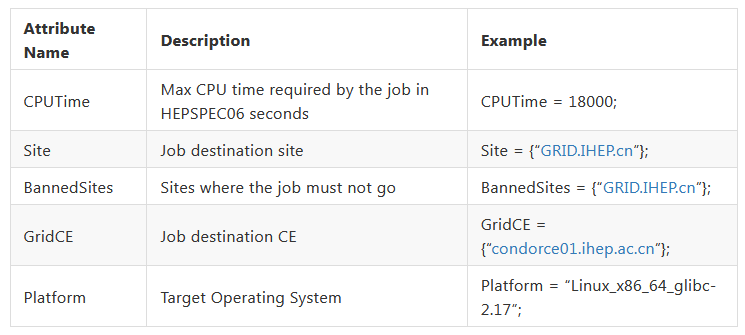 Attribute Name
Description
Example
CPUTime
Max CPU time required by the job in
HEPSPEC06 seconds
CPUTime = 18000;
Site
Job destination site
Site = {“GRID.IHEP.cn”};
BannedSites
Sites where the job must not go
BannedSites = {“GRID.IHEP.cn”};
GridCE
Job destination CE
GridCE =
{“condorce01.ihep.ac.cn”};
Platform
Target Operating System
Platform = “Linux_x86_64_glibc-
2.17”;